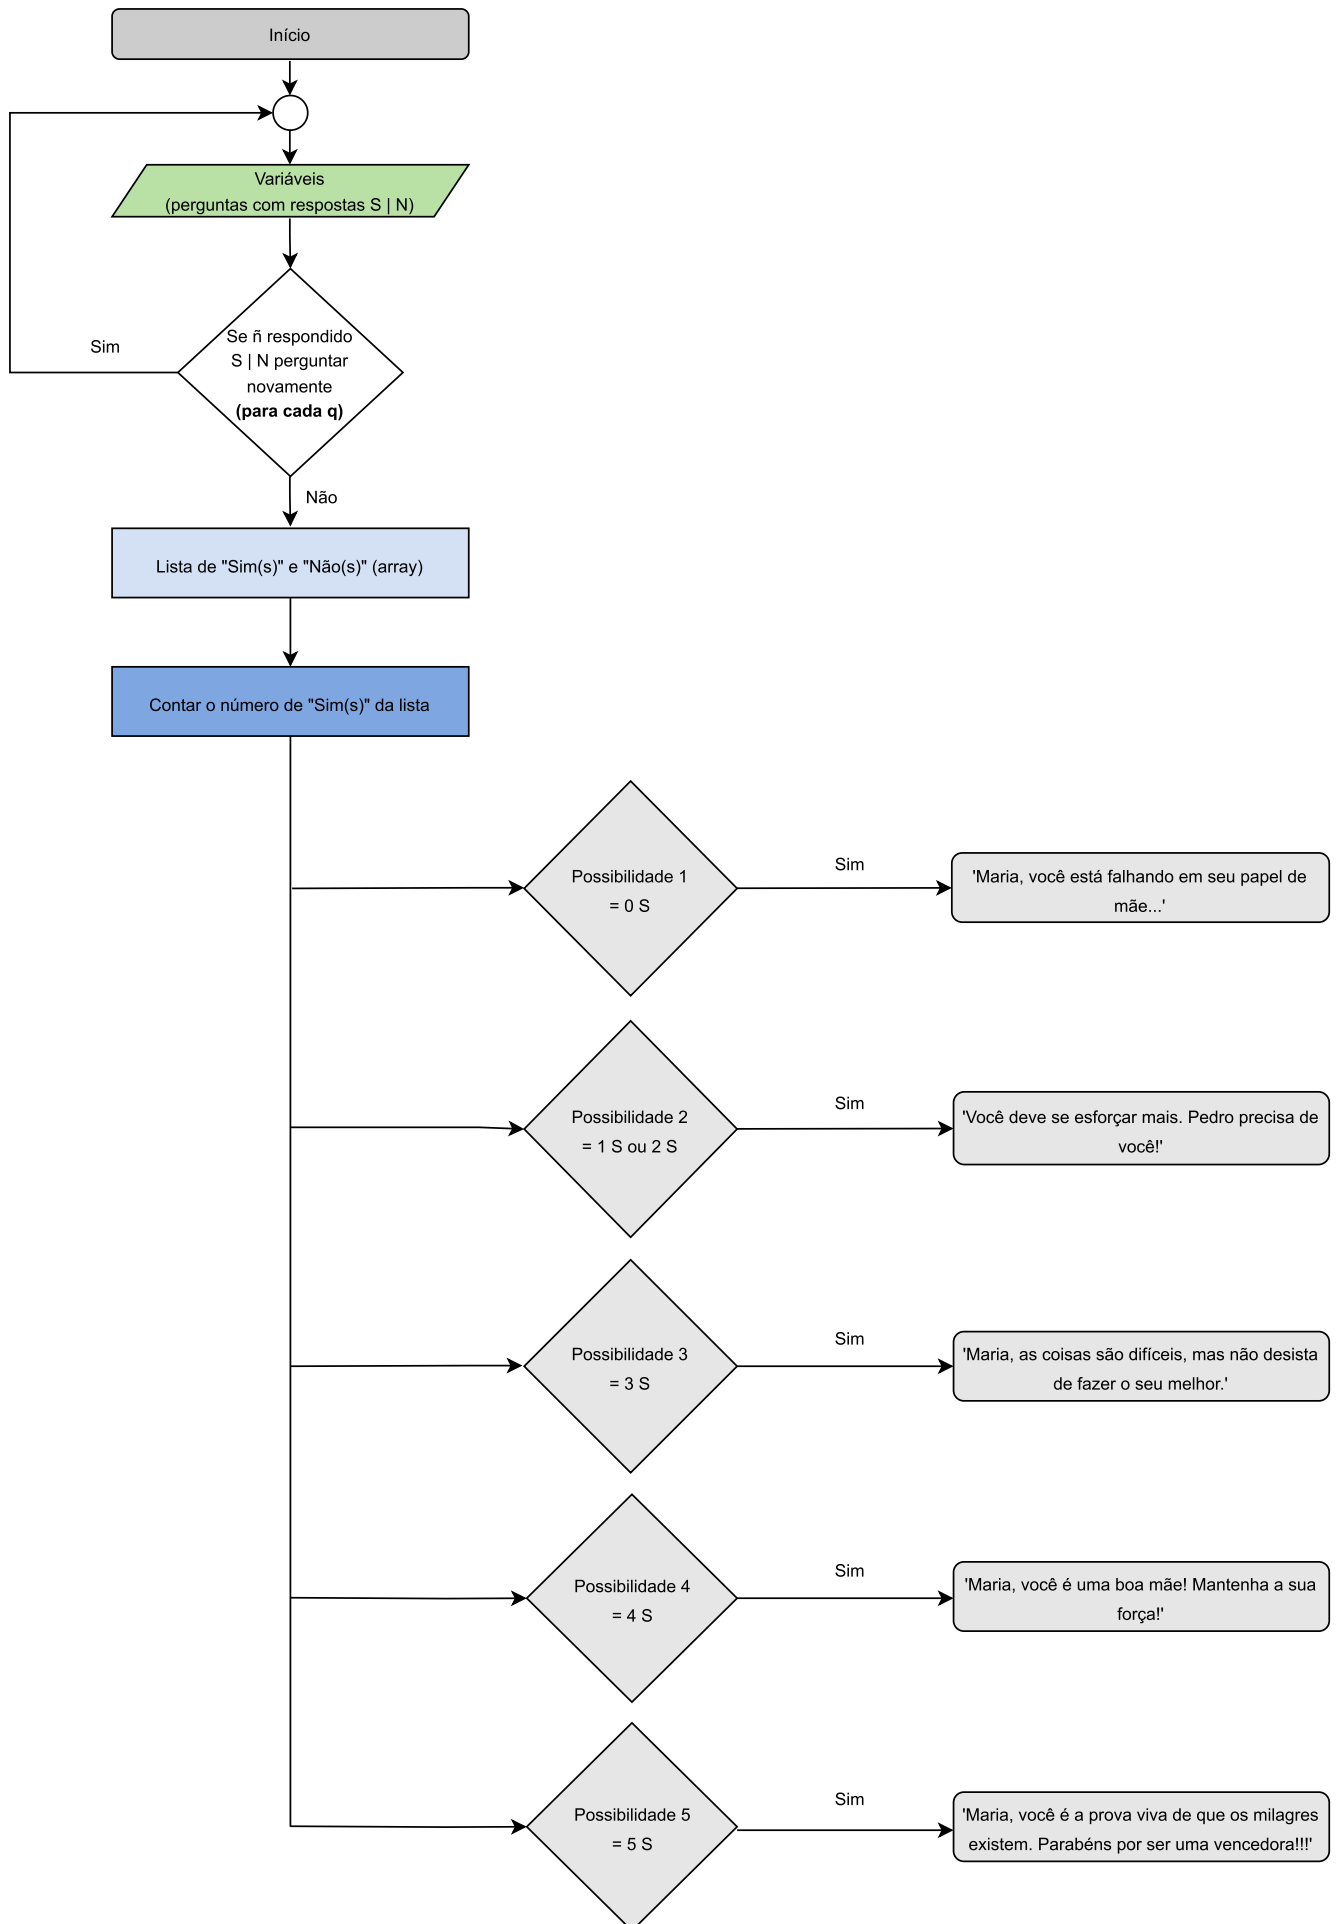 Início
Variáveis
(perguntas com respostas S | N)
Sim
Se ñ respondido
S | N perguntar
novamente
(para cada q)
Não
Lista de "Sim(s)" e "Não(s)" (array)
Contar o número de "Sim(s)" da lista
Possibilidade 1
= 0 S
Sim
'Maria, você está falhando em seu papel de
mãe...'
Possibilidade 2
= 1 S ou 2 S
Sim
'Você deve se esforçar mais. Pedro precisa de
você!'
Possibilidade 3
= 3 S
Sim
'Maria, as coisas são difíceis, mas não desista
de fazer o seu melhor.'
Possibilidade 4
= 4 S
Sim
'Maria, você é uma boa mãe! Mantenha a sua
força!'
Possibilidade 5
= 5 S
Sim
'Maria, você é a prova viva de que os milagres
existem. Parabéns por ser uma vencedora!!!'